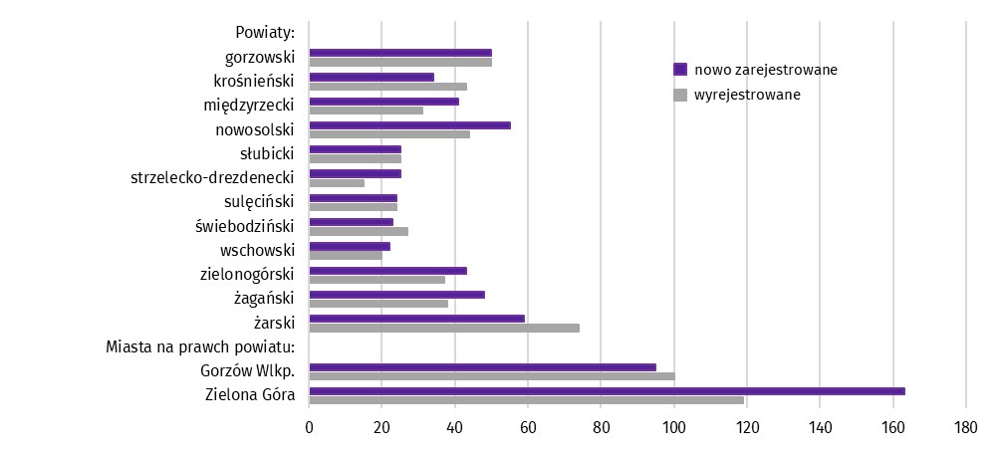 Powiaty:
gorzowski
krośnieński
międzyrzecki
nowosolski
słubicki
strzelecko-drezdenecki
sulęciński
świebodziński
wschowski
zielonogórski
żagański
żarski
Miasta na prawch powiatu:
Gorzów Wlkp.
Zielona Góra
nowo zarejestrowane
wyrejestrowane
0 20 40 60 80 100 120 140 160 180